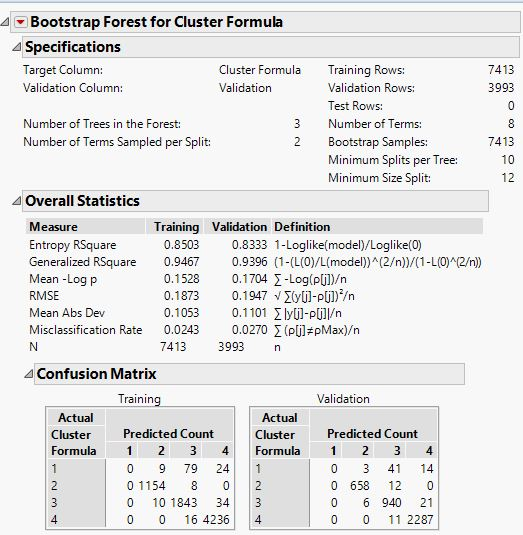 Bootstrap Forest for Cluster Formula
Specifications
Target Column: Cluster Formula Training Rows: 7413
Validation Column: Validation Validation Rows: 3993
Test Rows: 0
Number of Trees in the Forest: 3 Number of Terms: 8
Number of Terms Sampled per Split: 2 Bootstrap Samples: 7413
Minimum Splits per Tree: 10
Minimum Size Split: 12
Overall Statistics
Measure Training Validation Definition
Entropy RSquare 0.8503 0.8333 1-Loglike(model)/Loglike(0)
Generalized RSquare 0.9467 0.9396 (1-(L(0)/L(model))^(2/n))/(1-L(0)^(2/n))
Mean -Log p 0.1528 0.1704 ∑ -Log(ρ[j])/n
RMSE 0.1873 0.1947 √ ∑(y[j]-ρ[j])²/n
Mean Abs Dev 0.1053 0.1101 ∑ |y[j]-ρ[j]|/n
Misclassification Rate 0.0243 0.0270 ∑ (ρ[j]≠ρMax)/n
N 7413 3993 n
Confusion Matrix
Training Validation
Actual Actual
Cluster Predicted Count Cluster Predicted Count
Formula 1 2 3 4 Formula 1 2 3 4
1 0 9 79 24 1 0 3 41 14
2 0 1154 8 0 2 0 658 12 0
3 0 10 1843 34 3 0 6 940 21
4 0 0 16 4236 4 0 0 11 2287